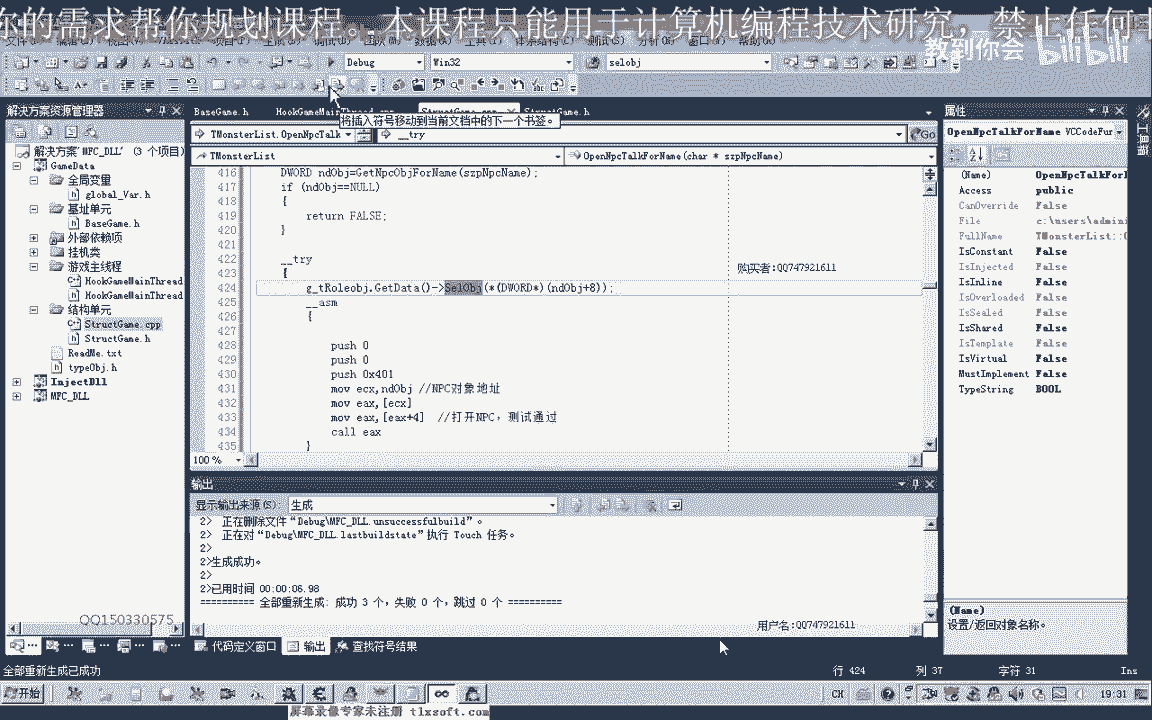 你的需求帮你规划课程。本课程只能用于计算机编程技术研究，禁止任何
教到你会 bilibili
Debug
Win32
selobj
解决方案资源管理器
BaseGame.h
HookGameMainThread.cpp
StructGame.cpp
StructGame.h
将插入符号移动到当前文档中的下一个书签。
属性
工具箱
TMonsterList.OpenNpcTalk
__try
Go
TMonsterList
OpenNpcTalkForName(char * szpNpcName)
OpenNpcTalkForName VCCodeFun
解决方案'MFC_DLL' (3 个项目)
GameData
全局变量
global_Var.h
基址单元
BaseGame.h
外部依赖项
挂机类
游戏主线程
HookGameMainThread
HookGameMainThread
结构单元
StructGame.cpp
StructGame.h
ReadMe.txt
typeObj.h
InjectDll
MFC_DLL
416 DWORD ndObj=GetNpcObjForName(szpNpcName);
417 if (ndObj==NULL)
418 {
419 return FALSE;
420 }
421
422 __try
423 {
424 g_tRoleobj.GetData()->SelObj(*(DWORD*)(ndObj+8));
425 __asm
426 {
427
428 push 0
429 push 0
430 push 0x401
431 mov ecx,ndObj //NPC对象地址
432 mov eax,[ecx]
433 mov eax,[eax+4] //打开NPC，测试通过
434 call eax
435 }
购买者:QQ747921611
100 %
(Name) OpenNpcTalkForN
Access public
CanOverride False
File c:\users\admini
FullName TMonsterList::O
IsConstant False
IsInjected False
IsInline False
IsOverloaded False
IsSealed False
IsShared False
IsTemplate False
IsVirtual False
MustImplement False
TypeString BOOL
(Name)
设置/返回对象名称。
输出
显示输出来源(S): 生成
2> 正在删除文件“Debug\MFC_DLL.unsuccessfulbuild”。
2> 正在对“Debug\MFC_DLL.lastbuildstate”执行 Touch 任务。
2>
2>生成成功。
2>
2>已用时间 00:00:06.98
========== 全部重新生成: 成功 3 个，失败 0 个，跳过 0 个 ==========
QQ150330575
用户名:QQ747921611
代码定义窗口
输出
查找符号结果
全部重新生成已成功
行 424
列 37
字符 31
Ins
开始
CH
19:31
屏幕录像专家未注册 tlxsoft.com